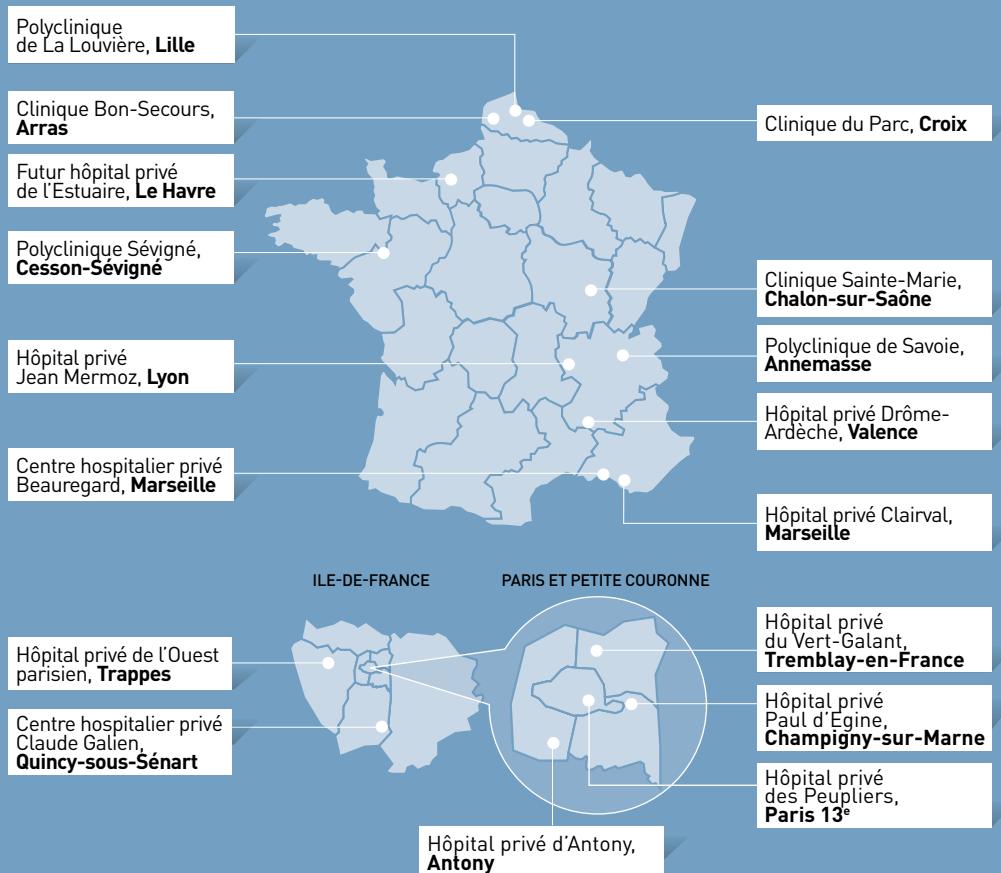 Polyclinique
de La Louvière, Lille
Clinique Bon-Secours,
Arras
Futur hôpital privé
de l'Estuaire, Le Havre
Polyclinique Sévigné,
Cesson-Sévigné
Hôpital privé
Jean Mermoz, Lyon
Centre hospitalier privé
Beauregard, Marseille
Clinique du Parc, Croix
Clinique Sainte-Marie,
Chalon-sur-Saône
Polyclinique de Savoie,
Annemasse
Hôpital privé Drôme-
Ardèche, Valence
Hôpital privé Clairval,
Marseille
ILE-DE-FRANCE
PARIS ET PETITE COURONNE
Hôpital privé de l'Ouest
parisien, Trappes
Centre hospitalier privé
Claude Galien,
Quincy-sous-Sénart
Hôpital privé
du Vert-Galant,
Tremblay-en-France
Hôpital privé
Paul d'Egine,
Champigny-sur-Marne
Hôpital privé
des Peupliers,
Paris 13e
Hôpital privé d'Antony,
Antony